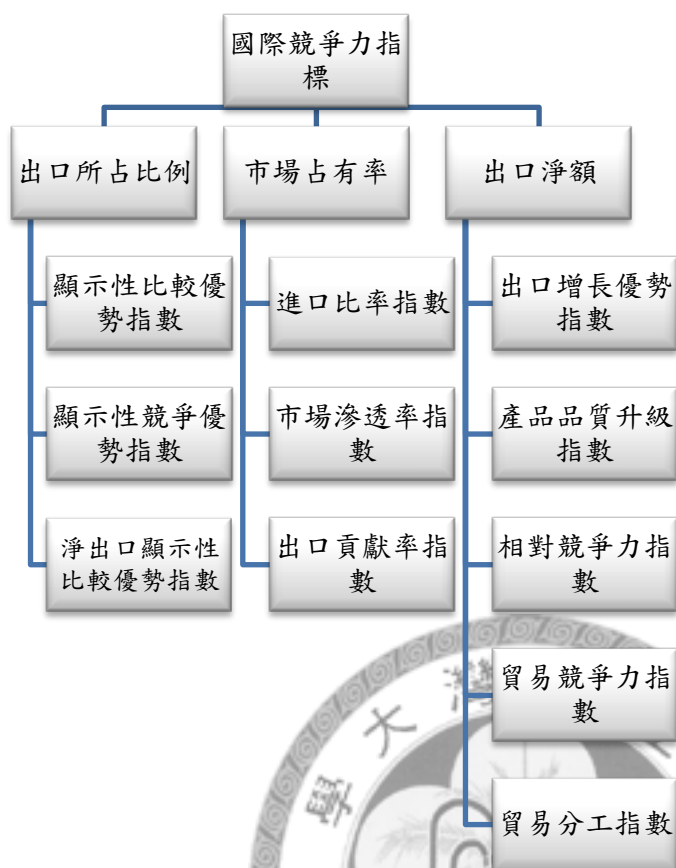 國際競爭力指
標
出口所占比例
市場占有率
出口淨額
顯示性比較優
勢指數
進口比率指數
出口增長優勢
指數
顯示性競爭優
勢指數
市場滲透率指
數
產品品質升級
指數
淨出口顯示性
比較優勢指數
出口貢獻率指
數
相對競爭力指
數
貿易競爭力指
數
貿易分工指數
灣
大
學